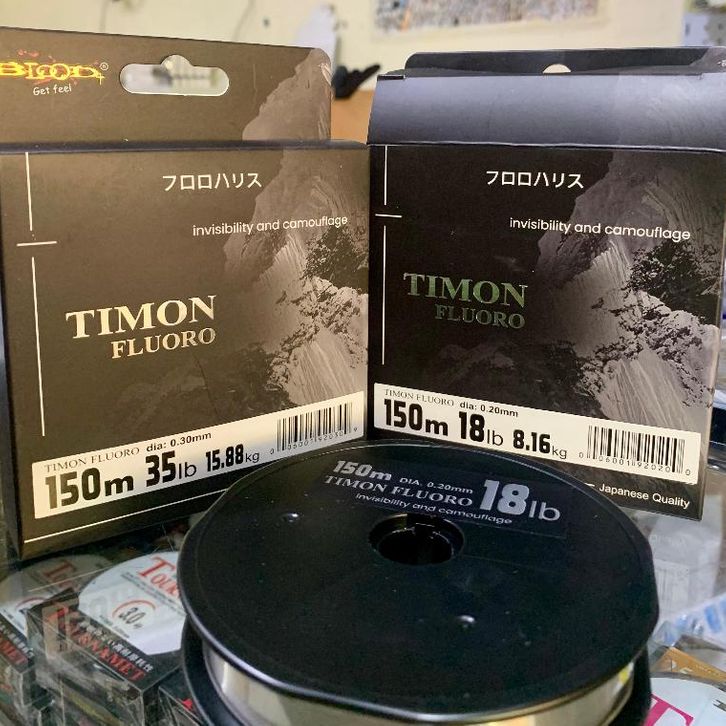 BLOOD®
Get feel
フロロハリス
invisibility and camouflage
TIMON
FLUORO
TIMON FLUORO dia: 0.30mm
150m 35lb 15.88kg
フロロハリス
invisibility and camouflage
TIMON
FLUORO
TIMON FLUORO dia: 0.20mm
150m 18lb 8.16kg
Japanese Quality
150m DIA. 0.20mm 18lb
TIMON FLUORO
invisibility and camouflage
3.0